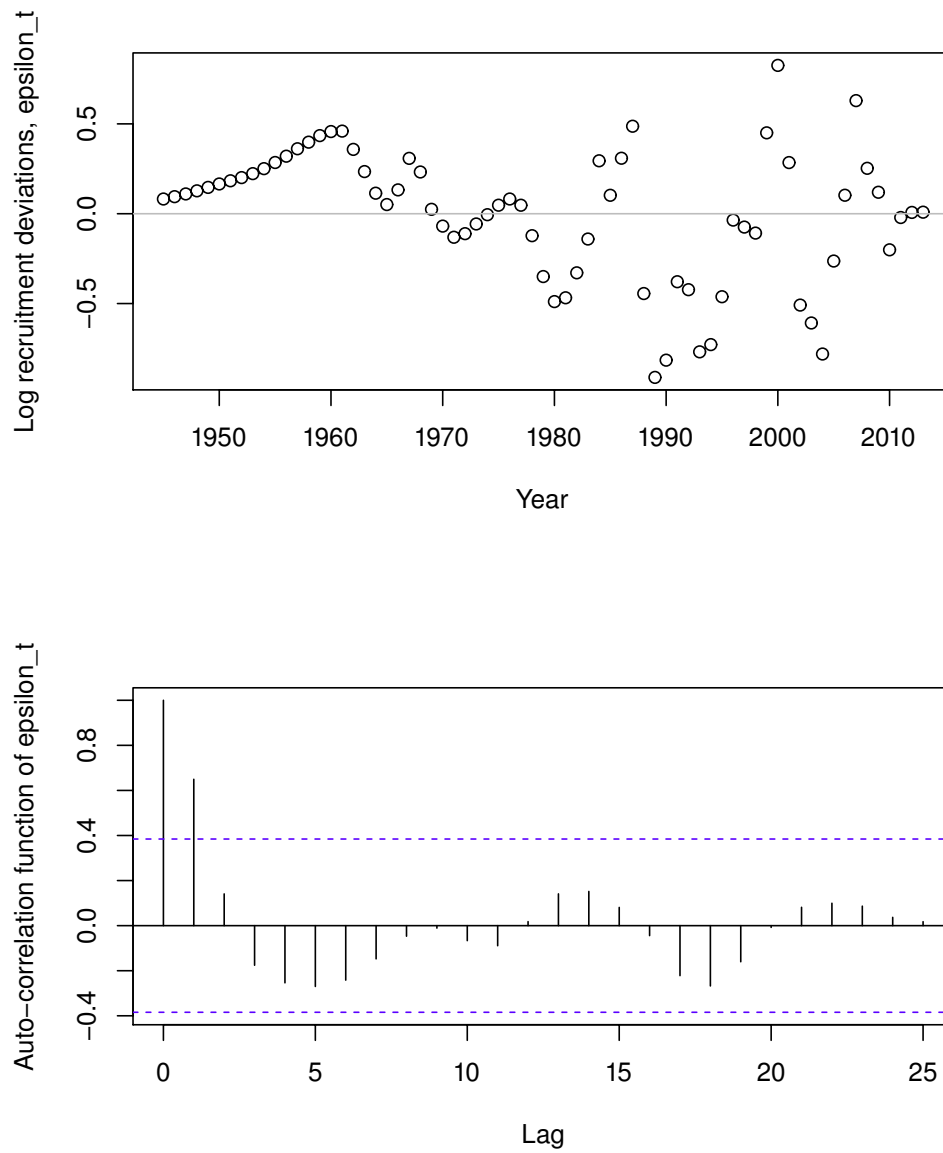 Log recruitment deviations, epsilon_t
0.5
0.0
−0.5
1950 1960 1970 1980 1990 2000 2010
Year
Auto−correlation function of epsilon_t
0.8
0.4
0.0
−0.4
0 5 10 15 20 25
Lag